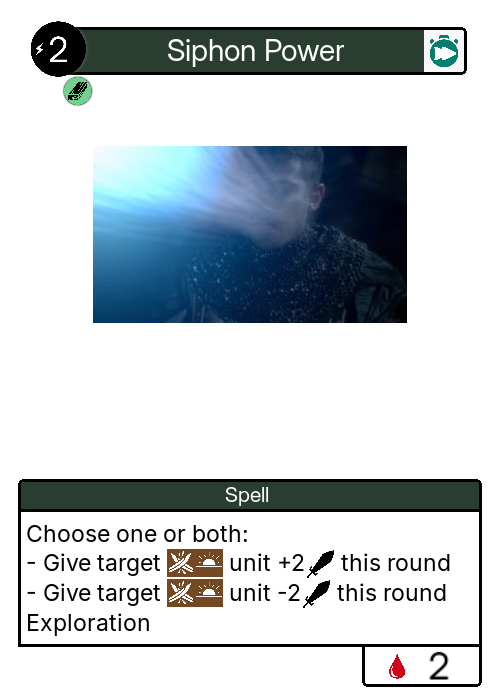 2
Siphon Power
Spell
Choose one or both:
- Give target unit +2 this round
- Give target unit -2 this round
Exploration
2